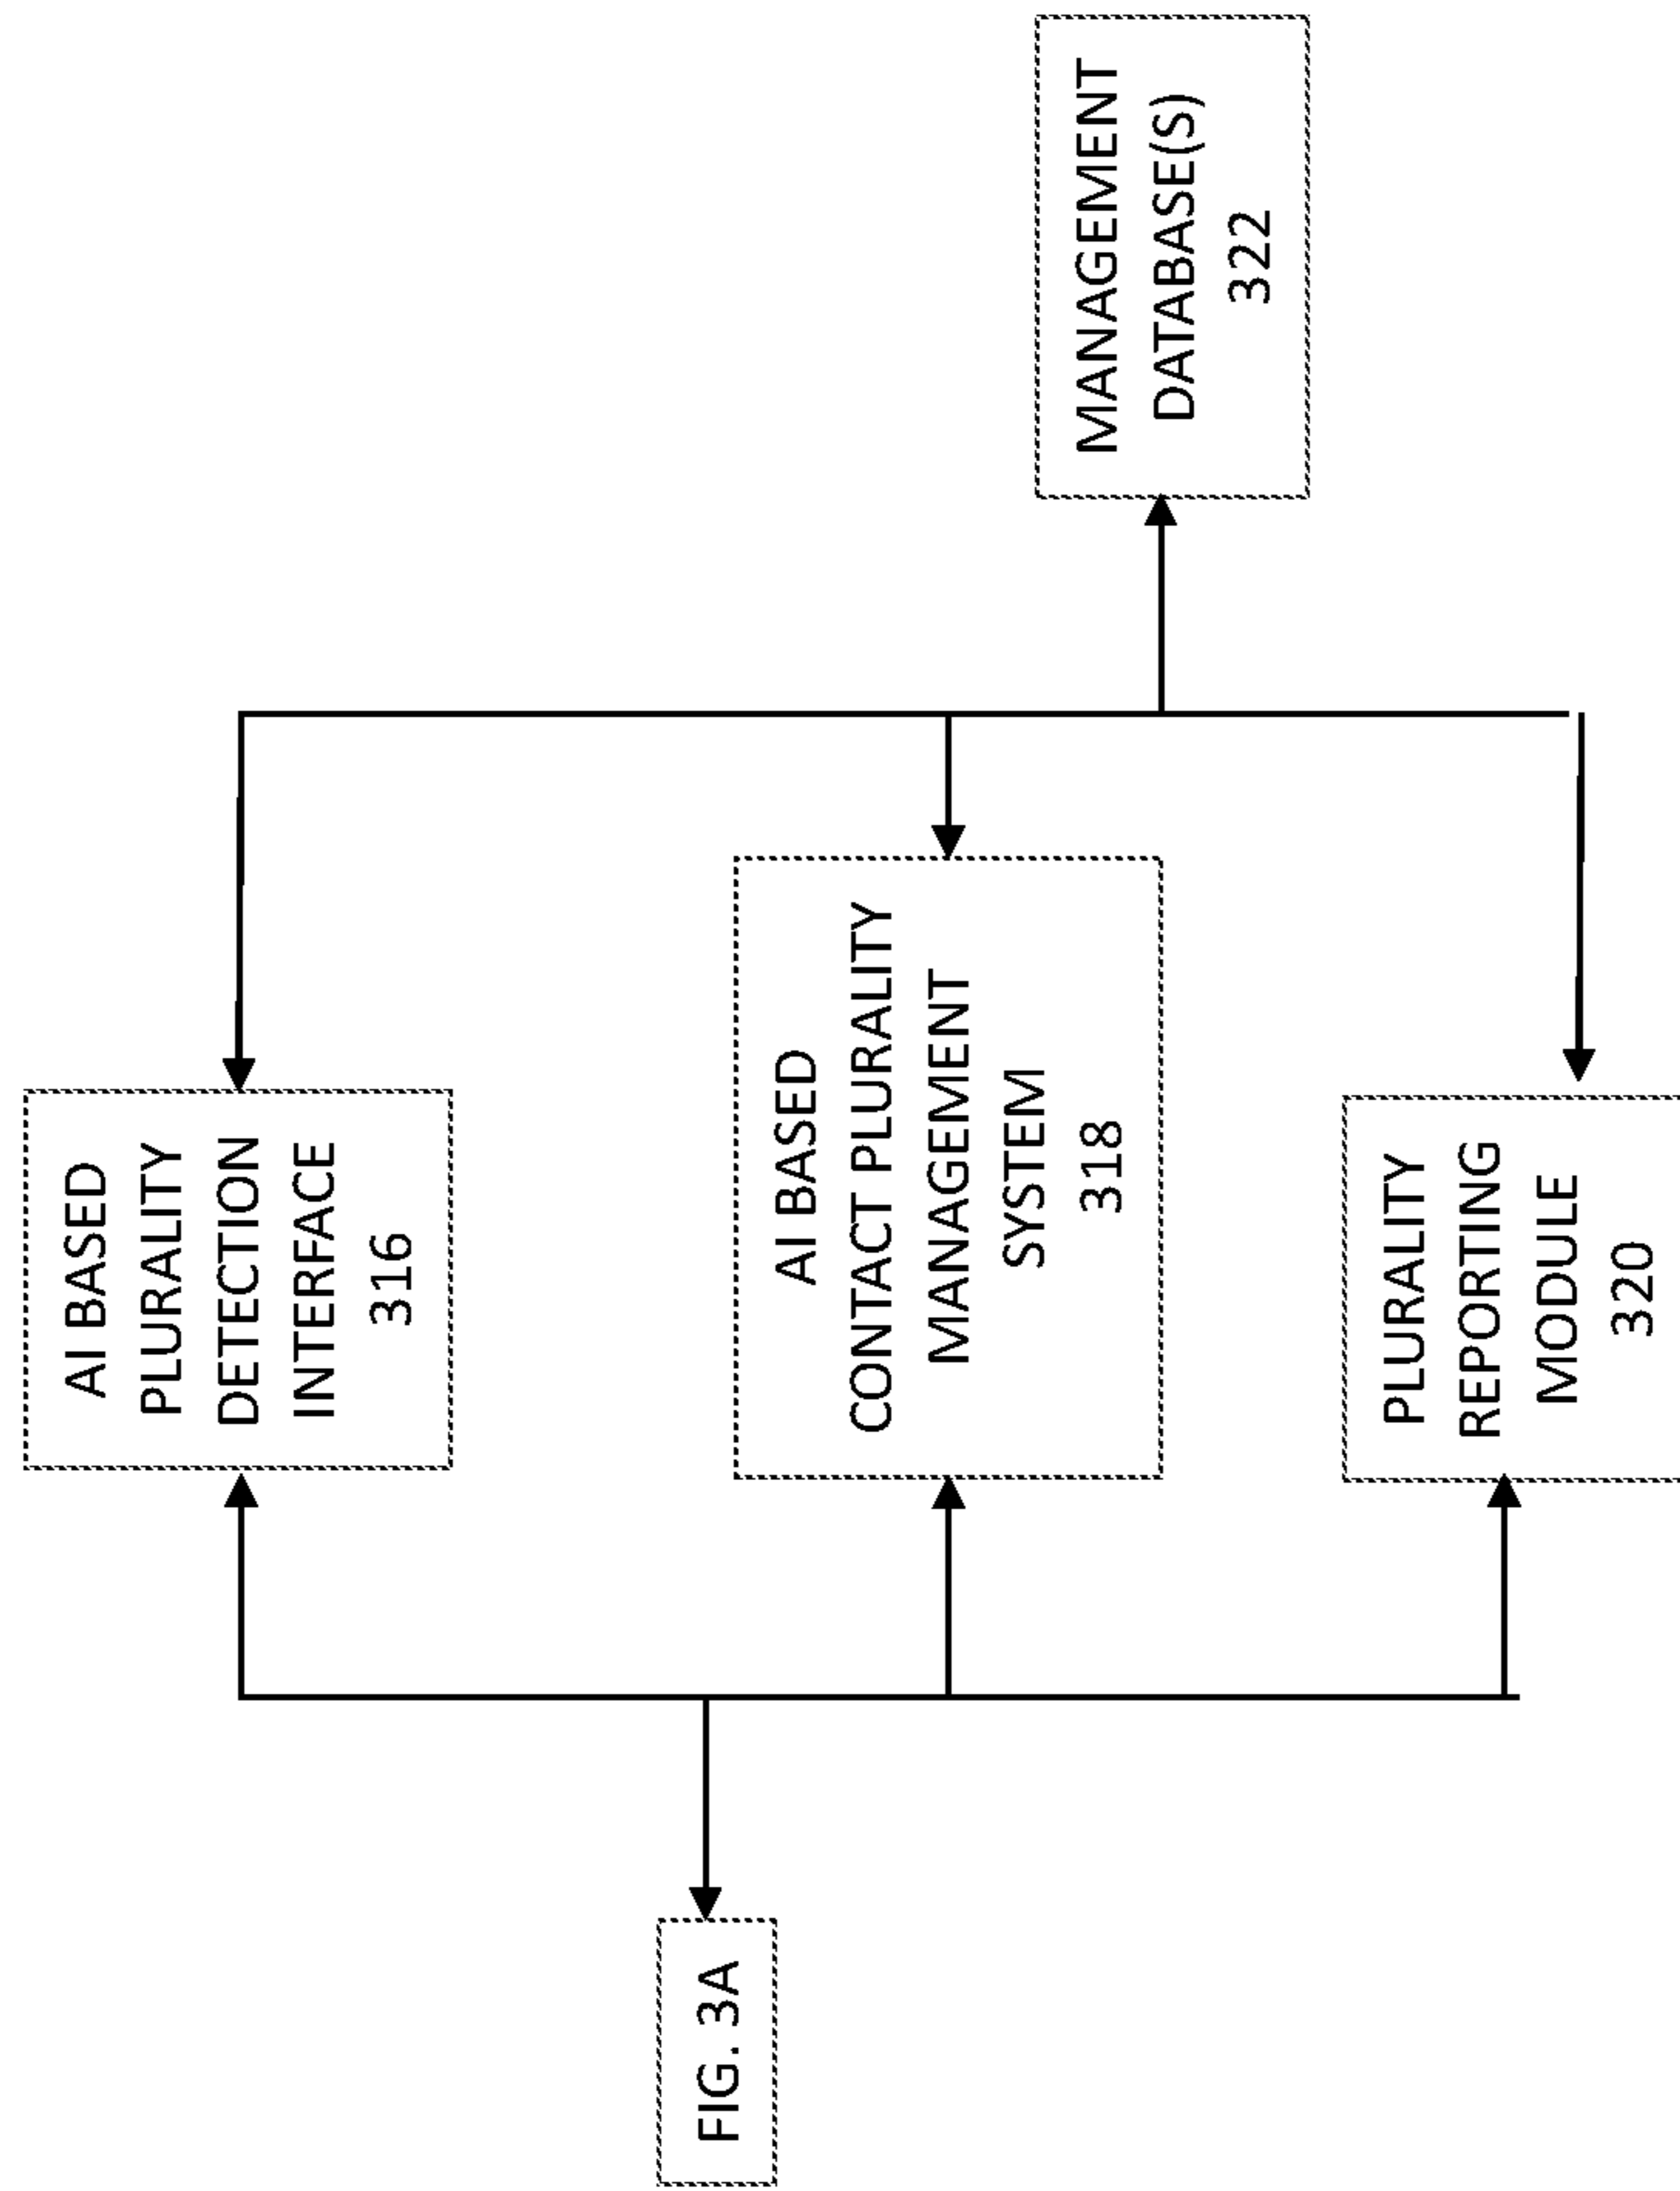 FIG. 3A
AI BASED
PLURALITY
DETECTION
INTERFACE
316
AI BASED
CONTACT PLURALITY
MANAGEMENT
SYSTEM
318
PLURALITY
REPORTING
MODULE
320
MANAGEMENT
DATABASE(S)
322